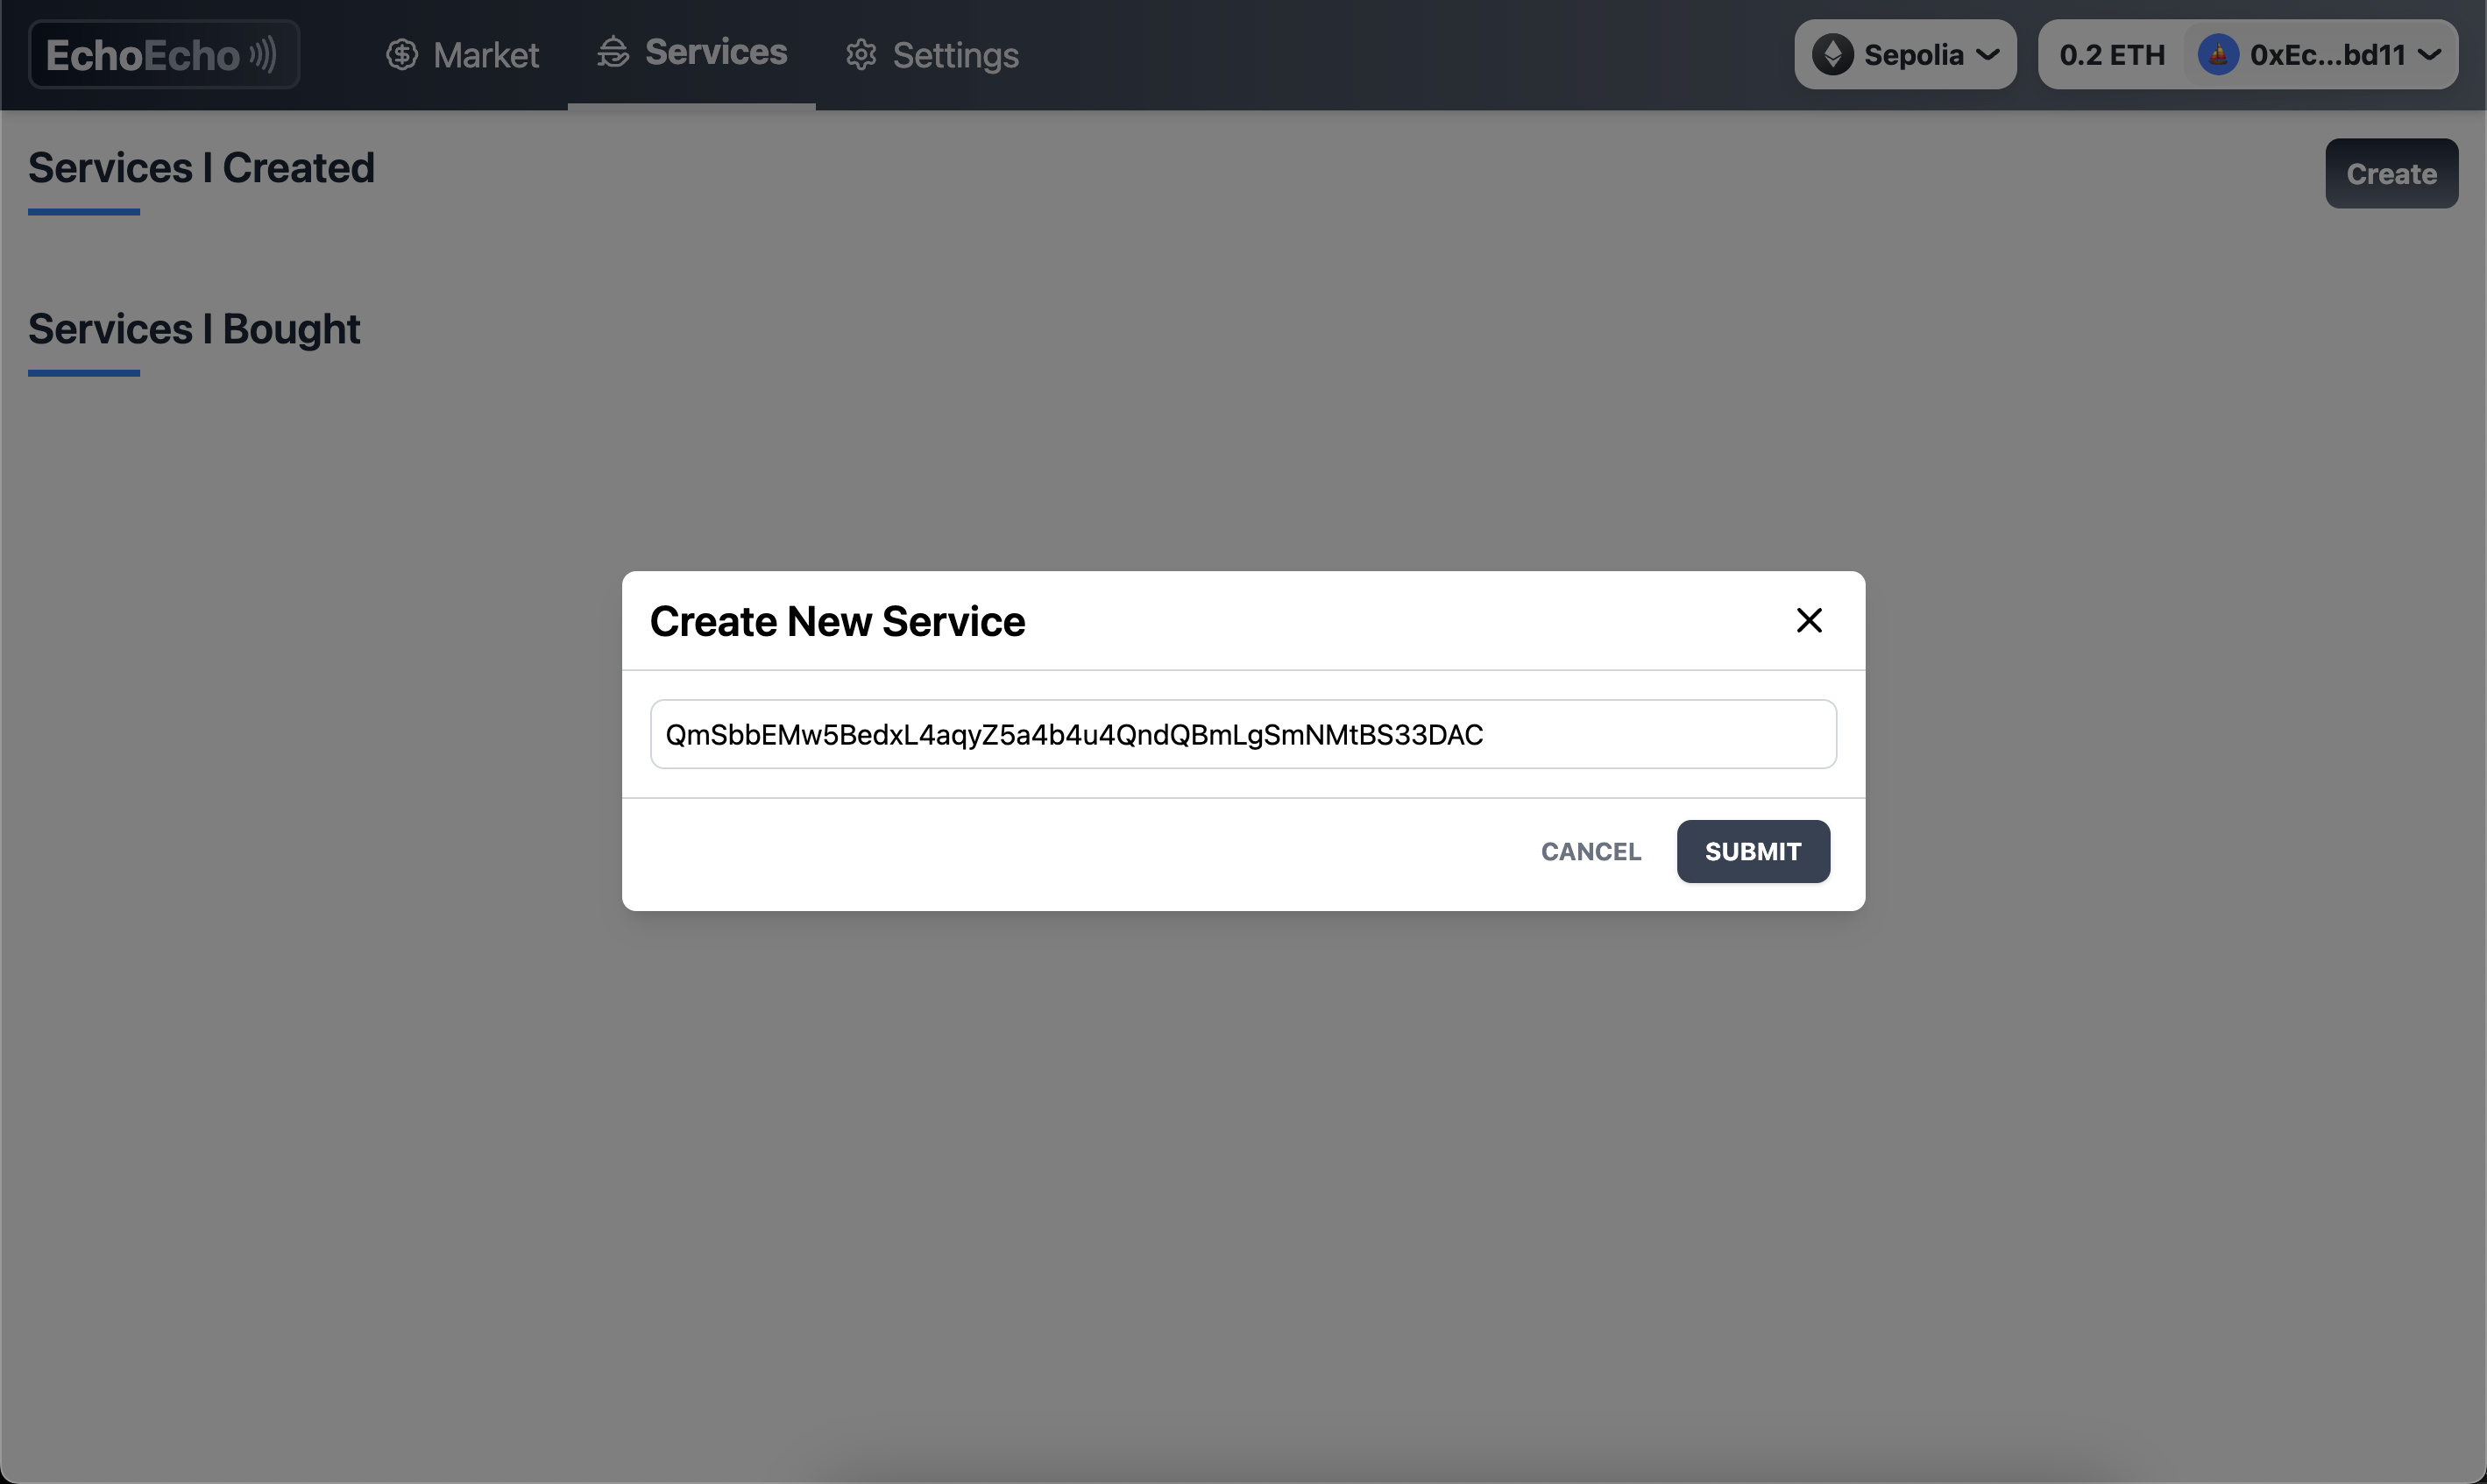 EchoEcho Market Services Settings Sepolia 0.2 ETH 0xEc...bd11
Services I Created Create
Services I Bought
Create New Service
QmSbbEMw5BedxL4aqyZ5a4b4u4QndQBmLgSmNMtBS33DAC
CANCEL SUBMIT